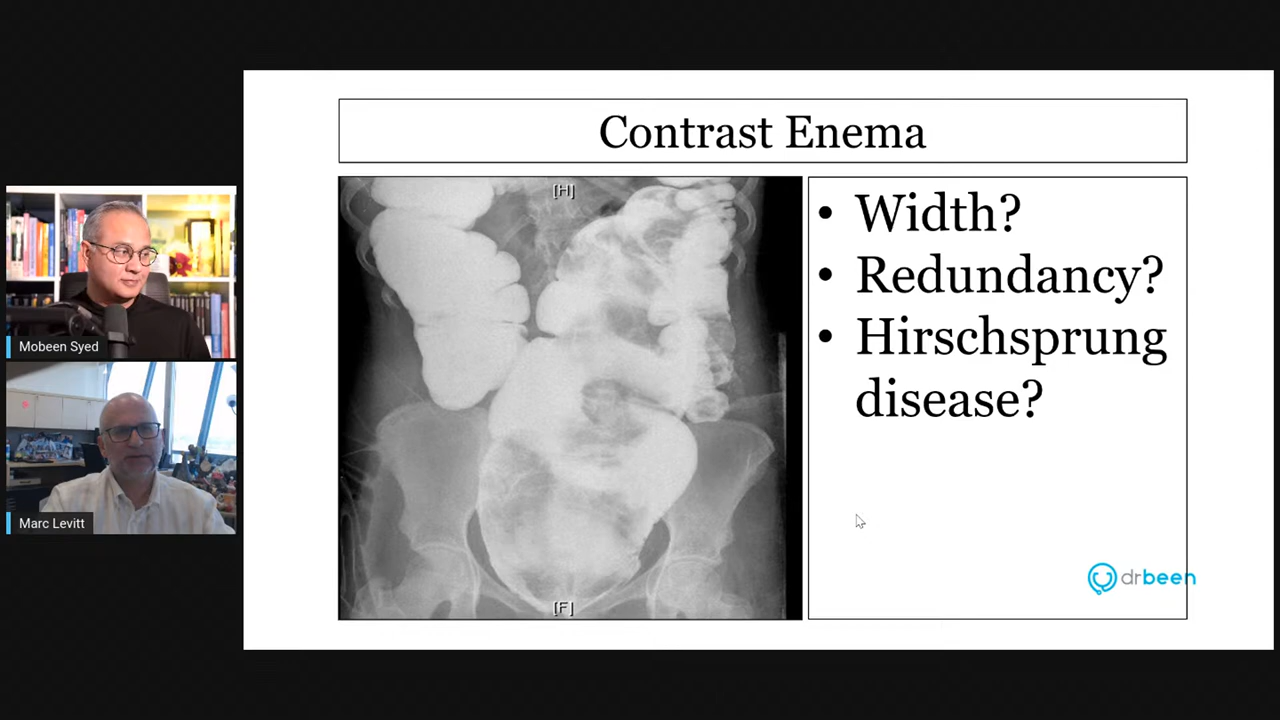 Contrast Enema
[H]
[F]
• Width?
• Redundancy?
• Hirschsprung
disease?
drbeen
Mobeen Syed
Marc Levitt